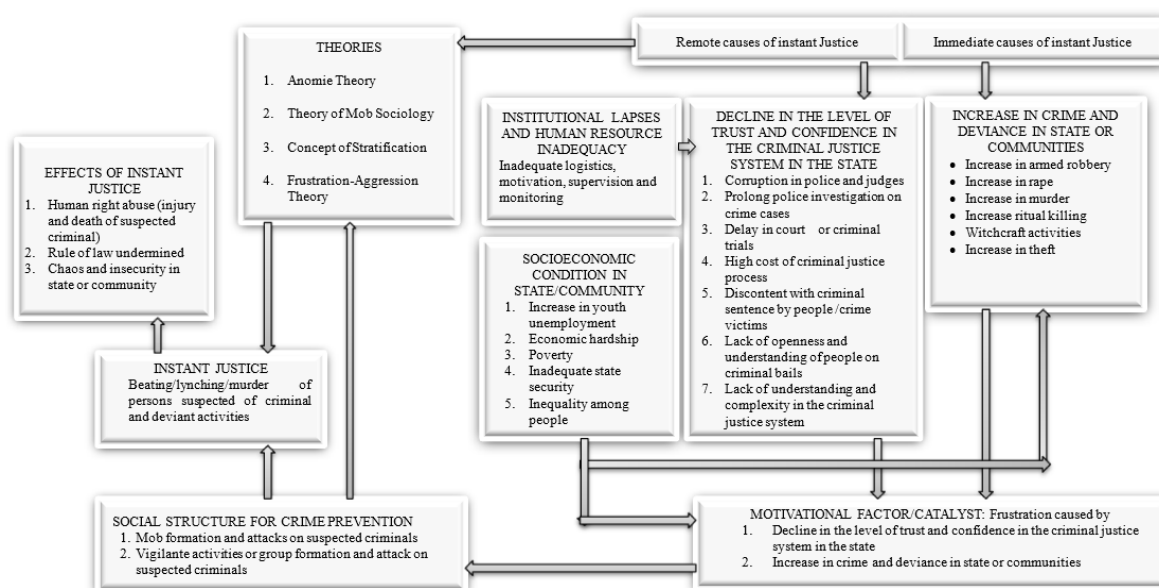 Remote causes of instant Justice
Immediate causes of instant Justice
THEORIES
1. Anomie Theory
2. Theory of Mob Sociology
3. Concept of Stratification
4. Frustration-Aggression
Theory
INSTITUTIONAL LAPSES
AND HUMAN RESOURCE
INADEQUACY
Inadequate logistics,
motivation, supervision and
monitoring
DECLINE IN THE LEVEL OF
TRUST AND CONFIDENCE IN
THE CRIMINAL JUSTICE
SYSTEM IN THE STATE
1. Corruption in police and judges
2. Prolong police investigation on
crime cases
3. Delay in court or criminal
trials
4. High cost of criminal justice
process
5. Discontent with criminal
sentence by people /crime
victims
6. Lack of openness and
understanding of people on
criminal bails
7. Lack of understanding and
complexity in the criminal
justice system
INCREASE IN CRIME AND
DEVIANCE IN STATE OR
COMMUNITIES
• Increase in armed robbery
• Increase in rape
• Increase in murder
• Increase ritual killing
• Witchcraft activities
• Increase in theft
EFFECTS OF INSTANT
JUSTICE
1. Human right abuse (injury
and death of suspected
criminal)
2. Rule of law undermined
3. Chaos and insecurity in
state or community
SOCIOECONOMIC
CONDITION IN
STATE/COMMUNITY
1. Increase in youth
unemployment
2. Economic hardship
3. Poverty
4. Inadequate state
security
5. Inequality among
people
INSTANT JUSTICE
Beating/lynching/murder of
persons suspected of criminal
and deviant activities
SOCIAL STRUCTURE FOR CRIME PREVENTION
1. Mob formation and attacks on suspected criminals
2. Vigilante activities or group formation and attack on
suspected criminals
MOTIVATIONAL FACTOR/CATALYST: Frustration caused by
1. Decline in the level of trust and confidence in the criminal justice
system in the state
2. Increase in crime and deviance in state or communities